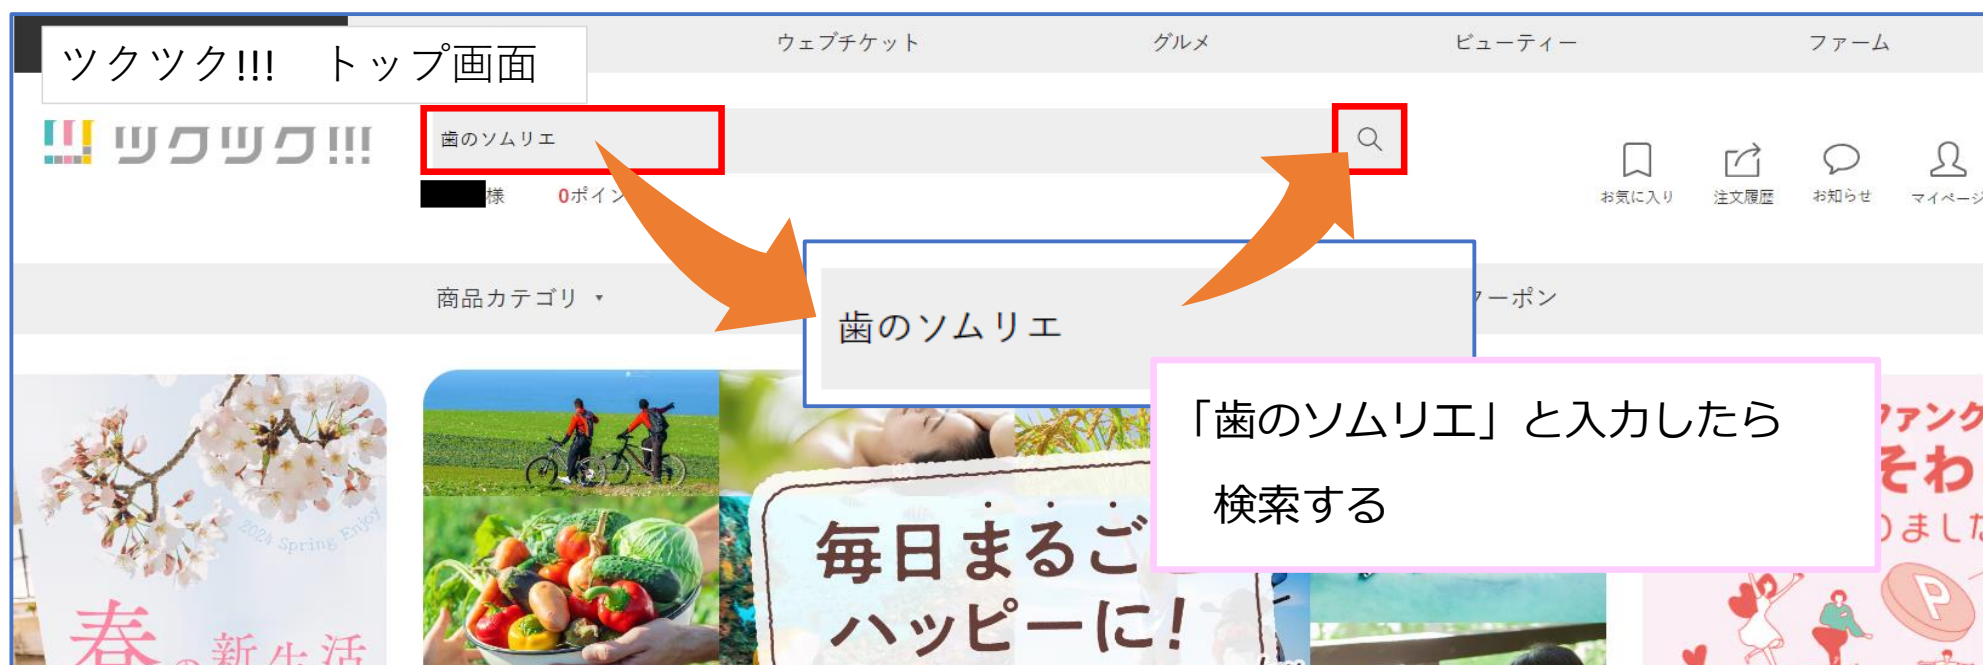 ツクツク!!!　トップ画面
ウェブチケット
グルメ
ビューティー
ファーム
ツクツク!!!
歯のソムリエ
様
0ポイン
お気に入り
注文履歴
お知らせ
マイページ
商品カテゴリ ▼
ーポン
歯のソムリエ
「歯のソムリエ」と入力したら
検索する
2024 Spring Enjoy
春の新生活
毎日まるご
ハッピーに!
ファンク
そわ
りました
P